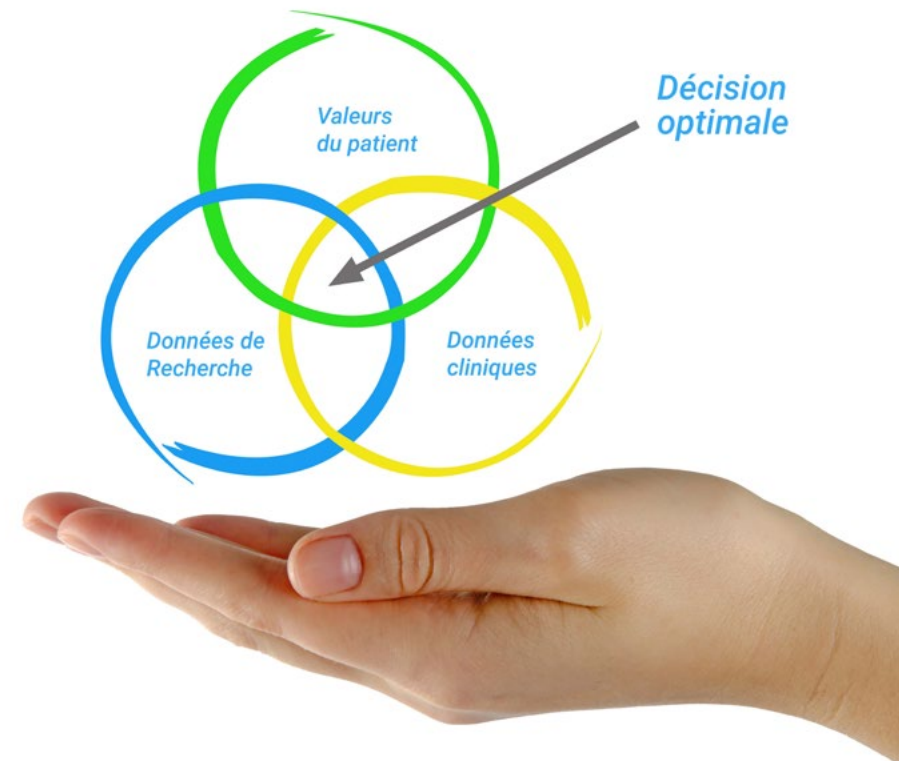 Valeurs
du patient
Décision
optimale
Données de
Recherche
Données
cliniques